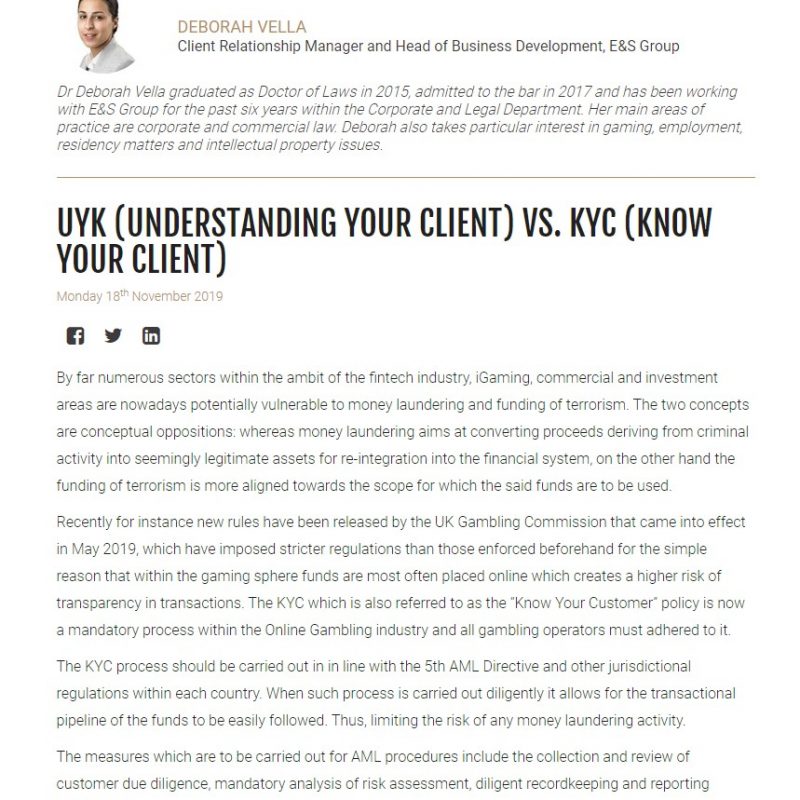 DEBORAH VELLA
Client Relationship Manager and Head of Business Development, E&S Group
Dr Deborah Vella graduated as Doctor of Laws in 2015, admitted to the bar in 2017 and has been working
with E&S Group for the past six years within the Corporate and Legal Department. Her main areas of
practice are corporate and commercial law. Deborah also takes particular interest in gaming, employment,
residency matters and intellectual property issues.
UYK (UNDERSTANDING YOUR CLIENT) VS. KYC (KNOW
YOUR CLIENT)
Monday 18th November 2019
By far numerous sectors within the ambit of the fintech industry, iGaming, commercial and investment
areas are nowadays potentially vulnerable to money laundering and funding of terrorism. The two concepts
are conceptual oppositions: whereas money laundering aims at converting proceeds deriving from criminal
activity into seemingly legitimate assets for re-integration into the financial system, on the other hand the
funding of terrorism is more aligned towards the scope for which the said funds are to be used.
Recently for instance new rules have been released by the UK Gambling Commission that came into effect
in May 2019, which have imposed stricter regulations than those enforced beforehand for the simple
reason that within the gaming sphere funds are most often placed online which creates a higher risk of
transparency in transactions. The KYC which is also referred to as the “Know Your Customer” policy is now
a mandatory process within the Online Gambling industry and all gambling operators must adhered to it.
The KYC process should be carried out in in line with the 5th AML Directive and other jurisdictional
regulations within each country. When such process is carried out diligently it allows for the transactional
pipeline of the funds to be easily followed. Thus, limiting the risk of any money laundering activity.
The measures which are to be carried out for AML procedures include the collection and review of
customer due diligence, mandatory analysis of risk assessment, diligent recordkeeping and reporting